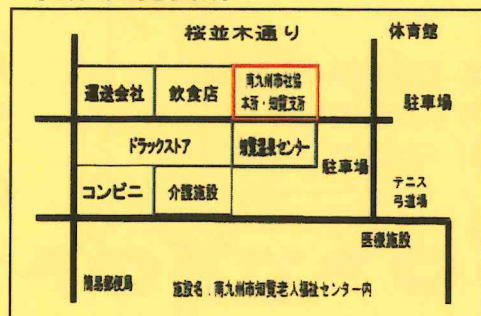 桜並木通り
体育館
運送会社
飲食店
南九州市社協
本所・知覧支所
駐車場
ドラックストア
知覧温泉センター
駐車場
コンビニ
介護施設
テニス
弓道場
医療施設
簡易郵便局
施設名．南九州市知覧老人福祉センター内